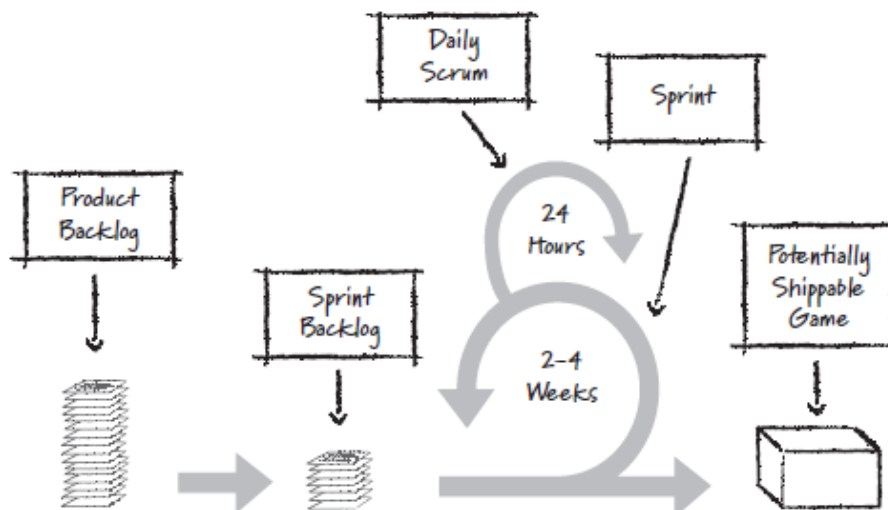 Daily
Scrum
Sprint
Product
Backlog
24
Hours
Potentially
Shippable
Game
Sprint
Backlog
2-4
Weeks